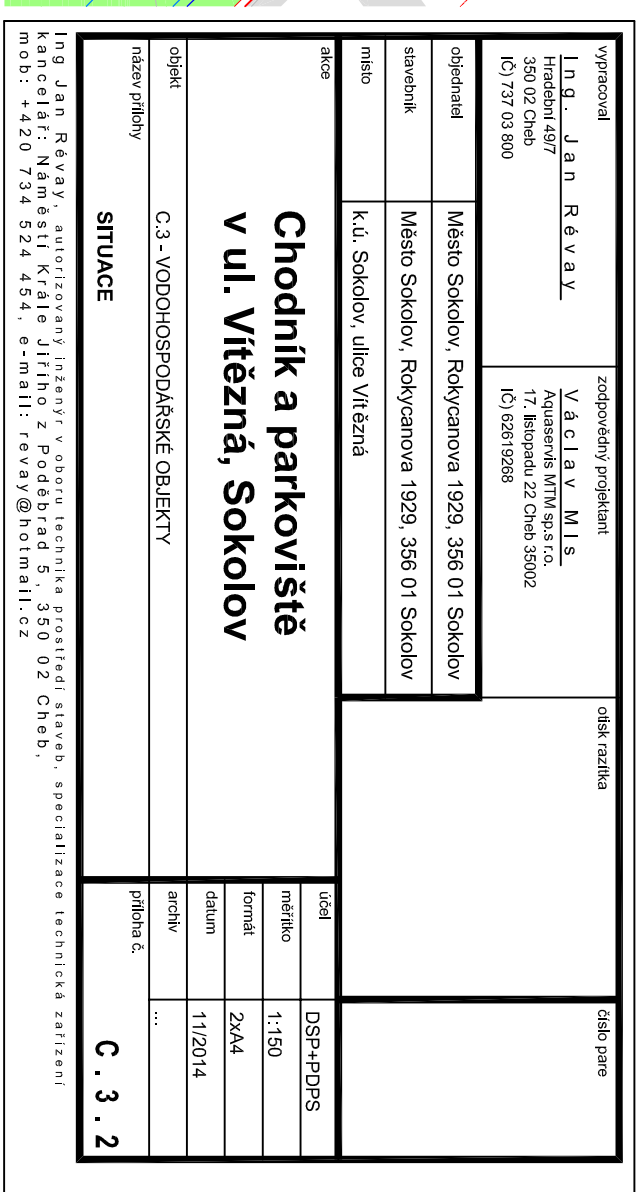 vypracoval
Ing. Jan Révay
Hradební 49/7
350 02 Cheb
IČ) 737 03 800
zodpovědný projektant
Václav Mls
Aquaservis MTM sp.s r.o.
17. listopadu 22 Cheb 35002
IČ) 62619268
otisk razítka
číslo pare
objednatel
Město Sokolov, Rokycanova 1929, 356 01 Sokolov
stavebník
Město Sokolov, Rokycanova 1929, 356 01 Sokolov
místo
k.ú. Sokolov, ulice Vítězná
akce
Chodník a parkoviště
v ul. Vítězná, Sokolov
účel
DSP+PDPS
měřítko
1:150
formát
2xA4
datum
11/2014
objekt
C.3 - VODOHOSPODÁŘSKÉ OBJEKTY
archiv
...
název přílohy
SITUACE
příloha č.
C.3.2
Ing Jan Révay, autorizovaný inženýr v oboru technika prostředí staveb, specializace technická zařízení
kancelář: Náměstí Krále Jiřího z Poděbrad 5, 350 02 Cheb,
mob: +420 734 524 454, e-mail: revay@hotmail.cz